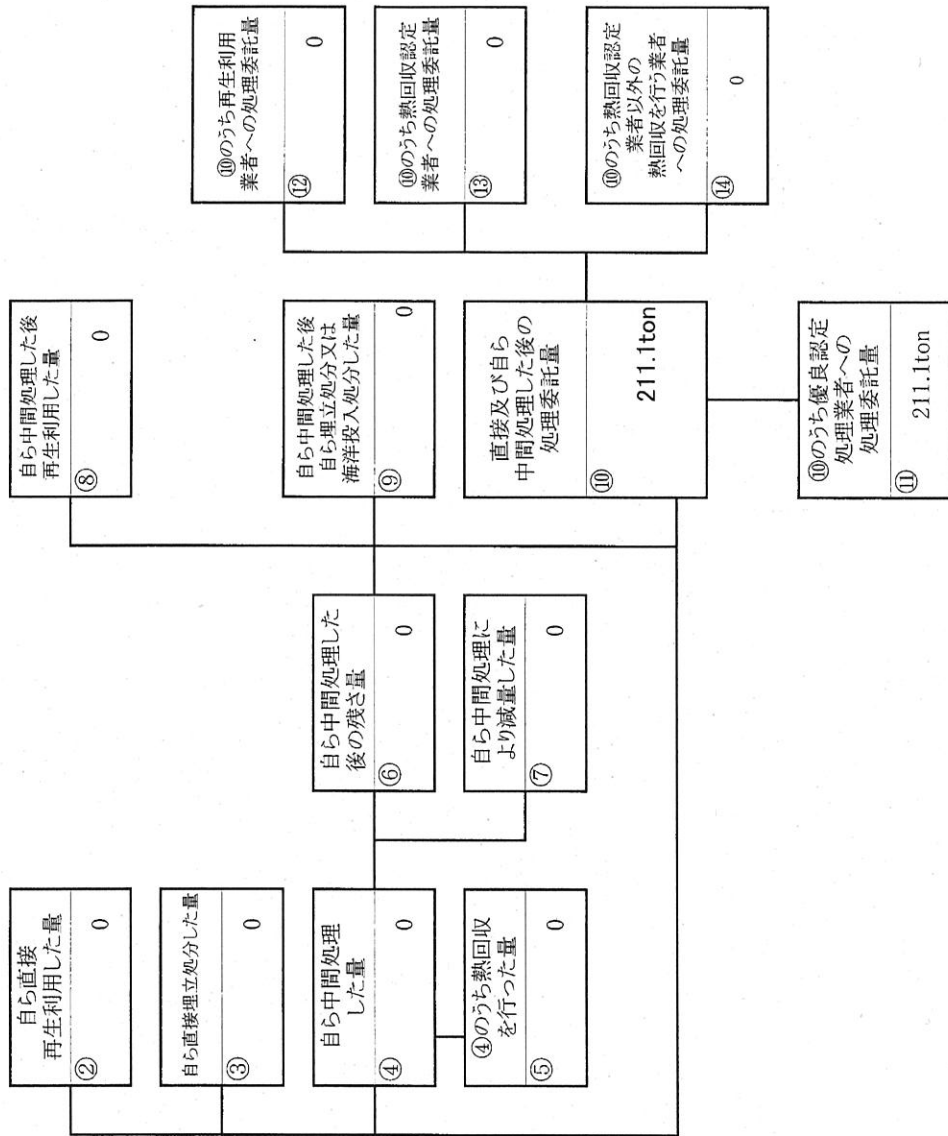 自ら直接
再生利用した量
②
0
自ら直接埋立処分した量
③
0
自ら中間処理
した量
④
0
④のうち熱回収
を行った量
⑤
0
自ら中間処理した
後の残さ量
⑥
0
自ら中間処理に
より減量した量
⑦
0
自ら中間処理した後
再生利用した量
⑧
0
自ら中間処理した後
自ら埋立処分又は
海洋投入処分した量
⑨
0
直接及び自ら
中間処理した後の
処理委託量
⑩
211.1ton
⑩のうち優良認定
処理業者への
処理委託量
⑪
211.1ton
⑩のうち再生利用
業者への処理委託量
⑫
0
⑩のうち熱回収認定
業者への処理委託量
⑬
0
⑩のうち熱回収認定
業者以外の
熱回収を行う業者
への処理委託量
⑭
0